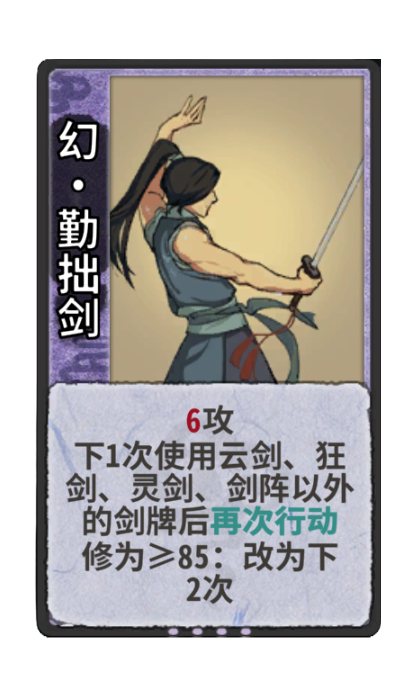 幻·勤拙剑
6攻
下1次使用云剑、狂
剑、灵剑、剑阵以外
的剑牌后再次行动
修为≥85：改为下
2次